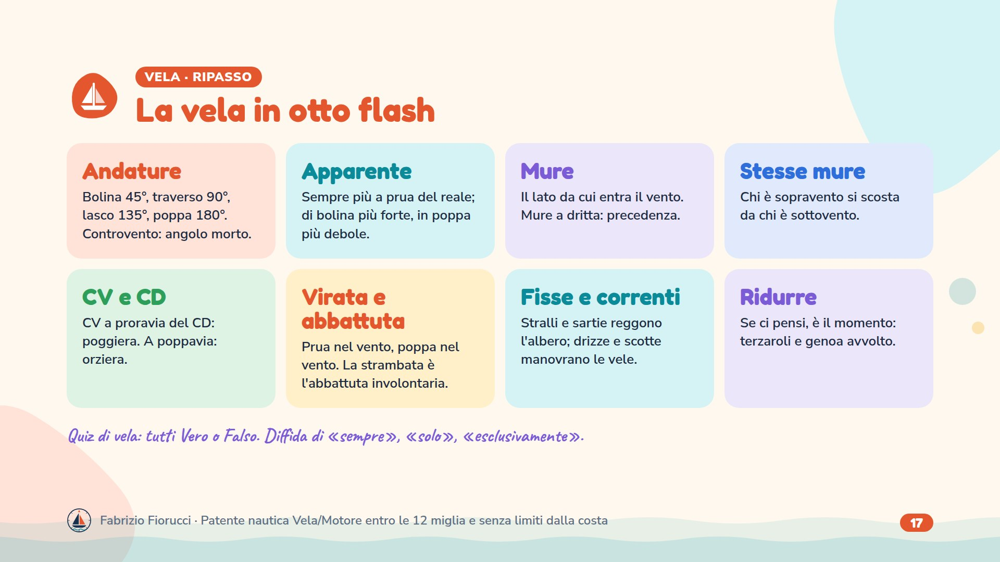 VELA · RIPASSO
La vela in otto flash
Andature
Bolina 45°, traverso 90°,
lasco 135°, poppa 180°.
Controvento: angolo morto.
Apparente
Sempre più a prua del reale;
di bolina più forte, in poppa
più debole.
Mure
Il lato da cui entra il vento.
Mure a dritta: precedenza.
Stesse mure
Chi è sopravento si scosta
da chi è sottovento.
CV e CD
CV a proravia del CD:
poggiera. A poppavia:
orziera.
Virata e
abbattuta
Prua nel vento, poppa nel
vento. La strambata è
l'abbattuta involontaria.
Fisse e correnti
Stralli e sartie reggono
l'albero; drizze e scotte
manovrano le vele.
Ridurre
Se ci pensi, è il momento:
terzaroli e genoa avvolto.
Quiz di vela: tutti Vero o Falso. Diffida di «sempre», «solo», «esclusivamente».
Fabrizio Fiorucci · Patente nautica Vela/Motore entro le 12 miglia e senza limiti dalla costa
17